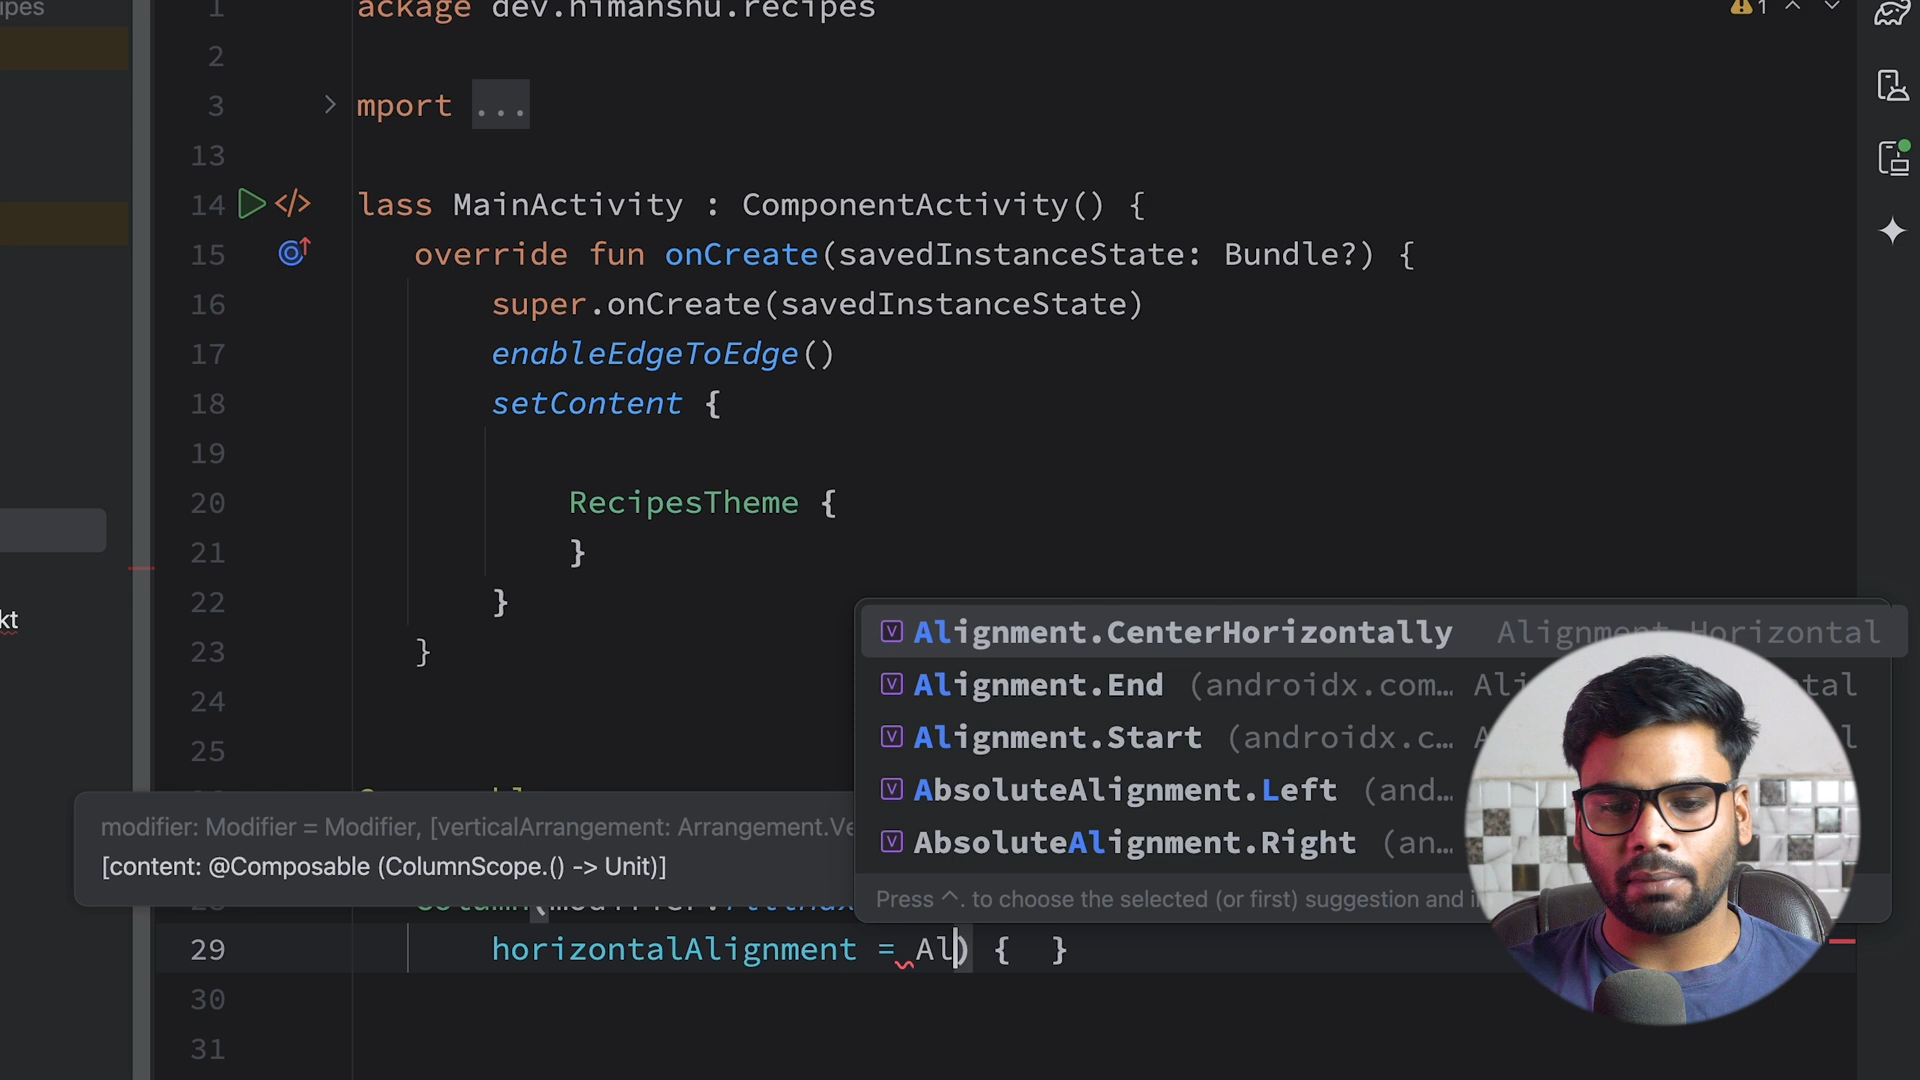 ipes
1 ackage dev.himanshu.recipes
1
2
3 mport ...
13
14 </> lass MainActivity : ComponentActivity() {
15 override fun onCreate(savedInstanceState: Bundle?) {
16 super.onCreate(savedInstanceState)
17 enableEdgeToEdge()
18 setContent {
19
20 RecipesTheme {
21 }
22 }
kt
23 }
24
25
Alignment.CenterHorizontally Alignment.Horizontal
Alignment.End (androidx.com…
Alignment.Start (androidx.c…
AbsoluteAlignment.Left (and…
AbsoluteAlignment.Right (an…
Press ^. to choose the selected (or first) suggestion and
modifier: Modifier = Modifier, [verticalArrangement: Arrangement.Ve
[content: @Composable (ColumnScope.() -> Unit)]
29 horizontalAlignment = Al) { }
30
31